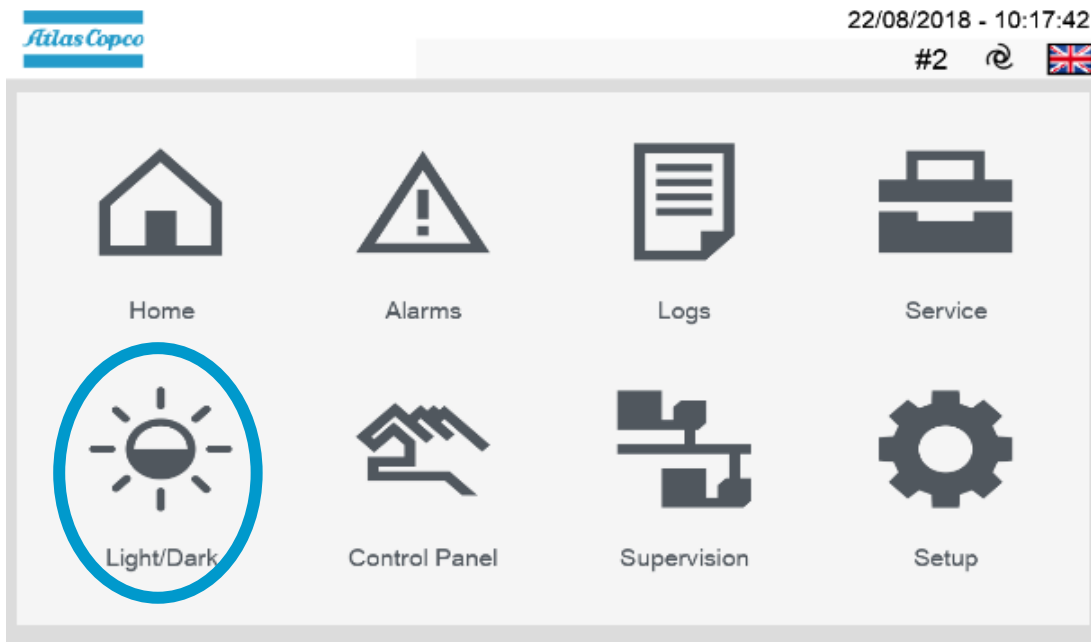 22/08/2018 - 10:17:42
Atlas Copco
#2
Home Alarms Logs Service
Light/Dark Control Panel Supervision Setup